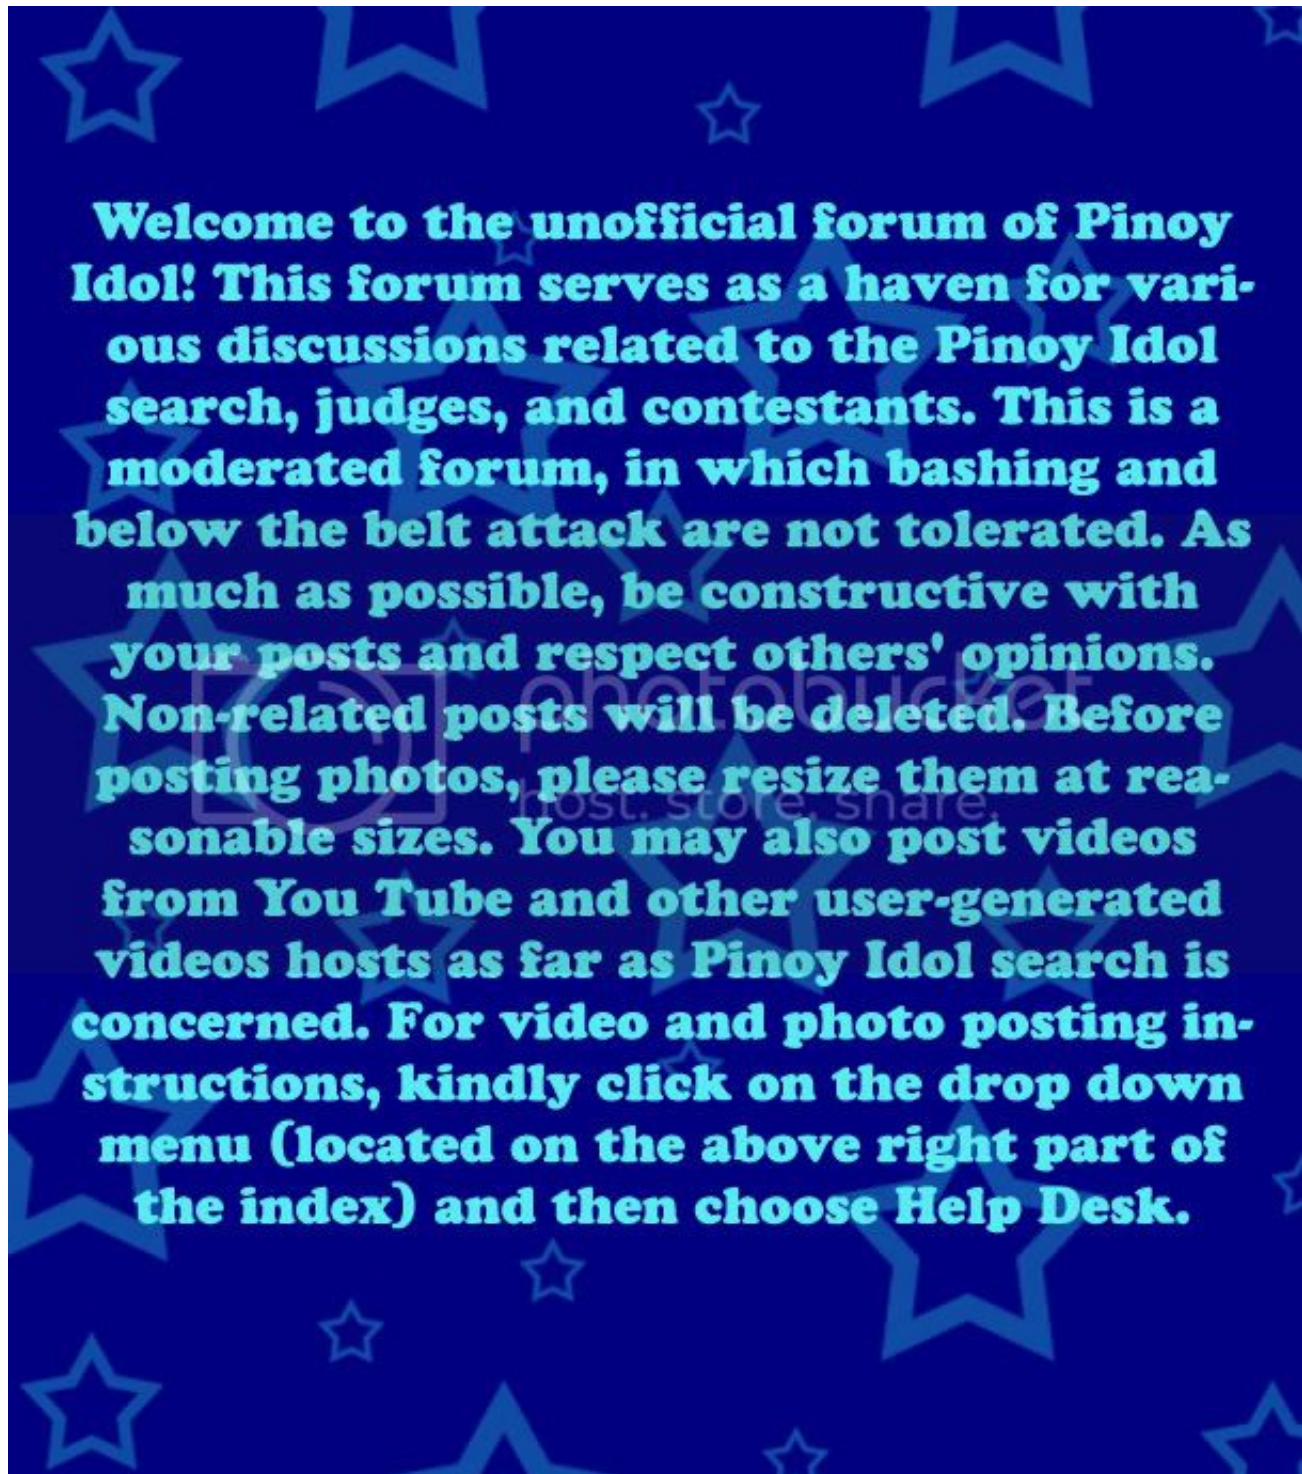 Welcome to the unofficial forum of Pinoy
Idol! This forum serves as a haven for vari-
ous discussions related to the Pinoy Idol
search, judges, and contestants. This is a
moderated forum, in which bashing and
below the belt attack are not tolerated. As
much as possible, be constructive with
your posts and respect others' opinions.
photobucket
Non-related posts will be deleted. Before
posting photos, please resize them at rea-
host. store. share.
sonable sizes. You may also post videos
from You Tube and other user-generated
videos hosts as far as Pinoy Idol search is
concerned. For video and photo posting in-
structions, kindly click on the drop down
menu (located on the above right part of
the index) and then choose Help Desk.